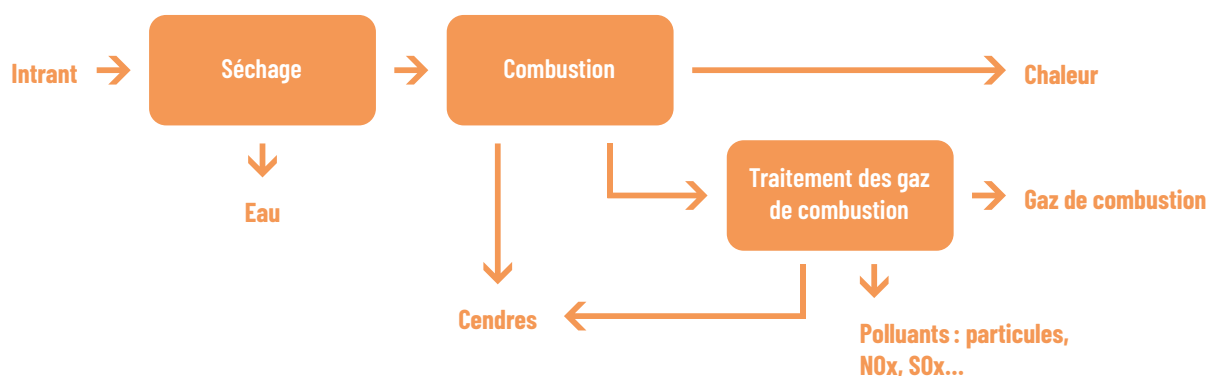 Intrant
Séchage
Combustion
Chaleur
Eau
Traitement des gaz
de combustion
Gaz de combustion
Cendres
Polluants : particules,
NOx, SOx...